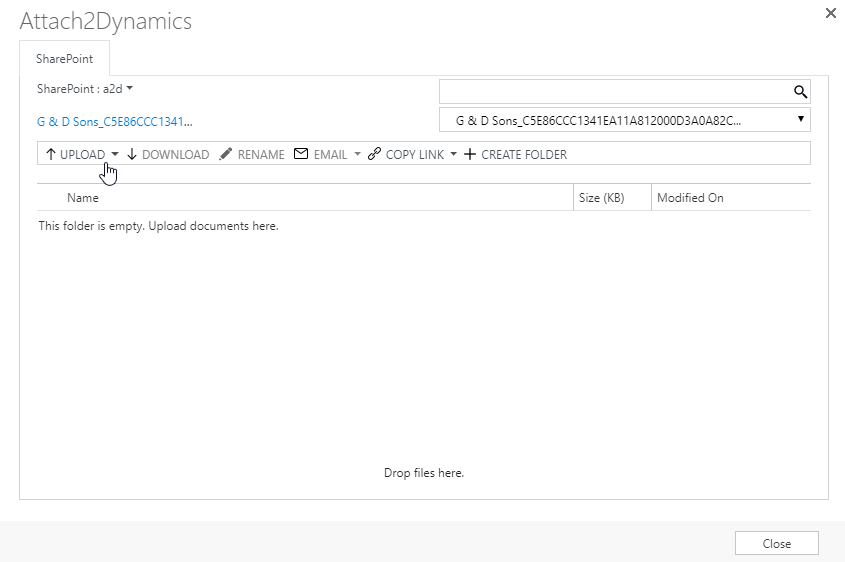 Attach2Dynamics
SharePoint
SharePoint : a2d
G & D Sons_C5E86CCC1341...
G & D Sons_C5E86CCC1341EA11A812000D3A0A82C...
UPLOAD DOWNLOAD RENAME EMAIL COPY LINK CREATE FOLDER
Name Size (KB) Modified On
This folder is empty. Upload documents here.
Drop files here.
Close